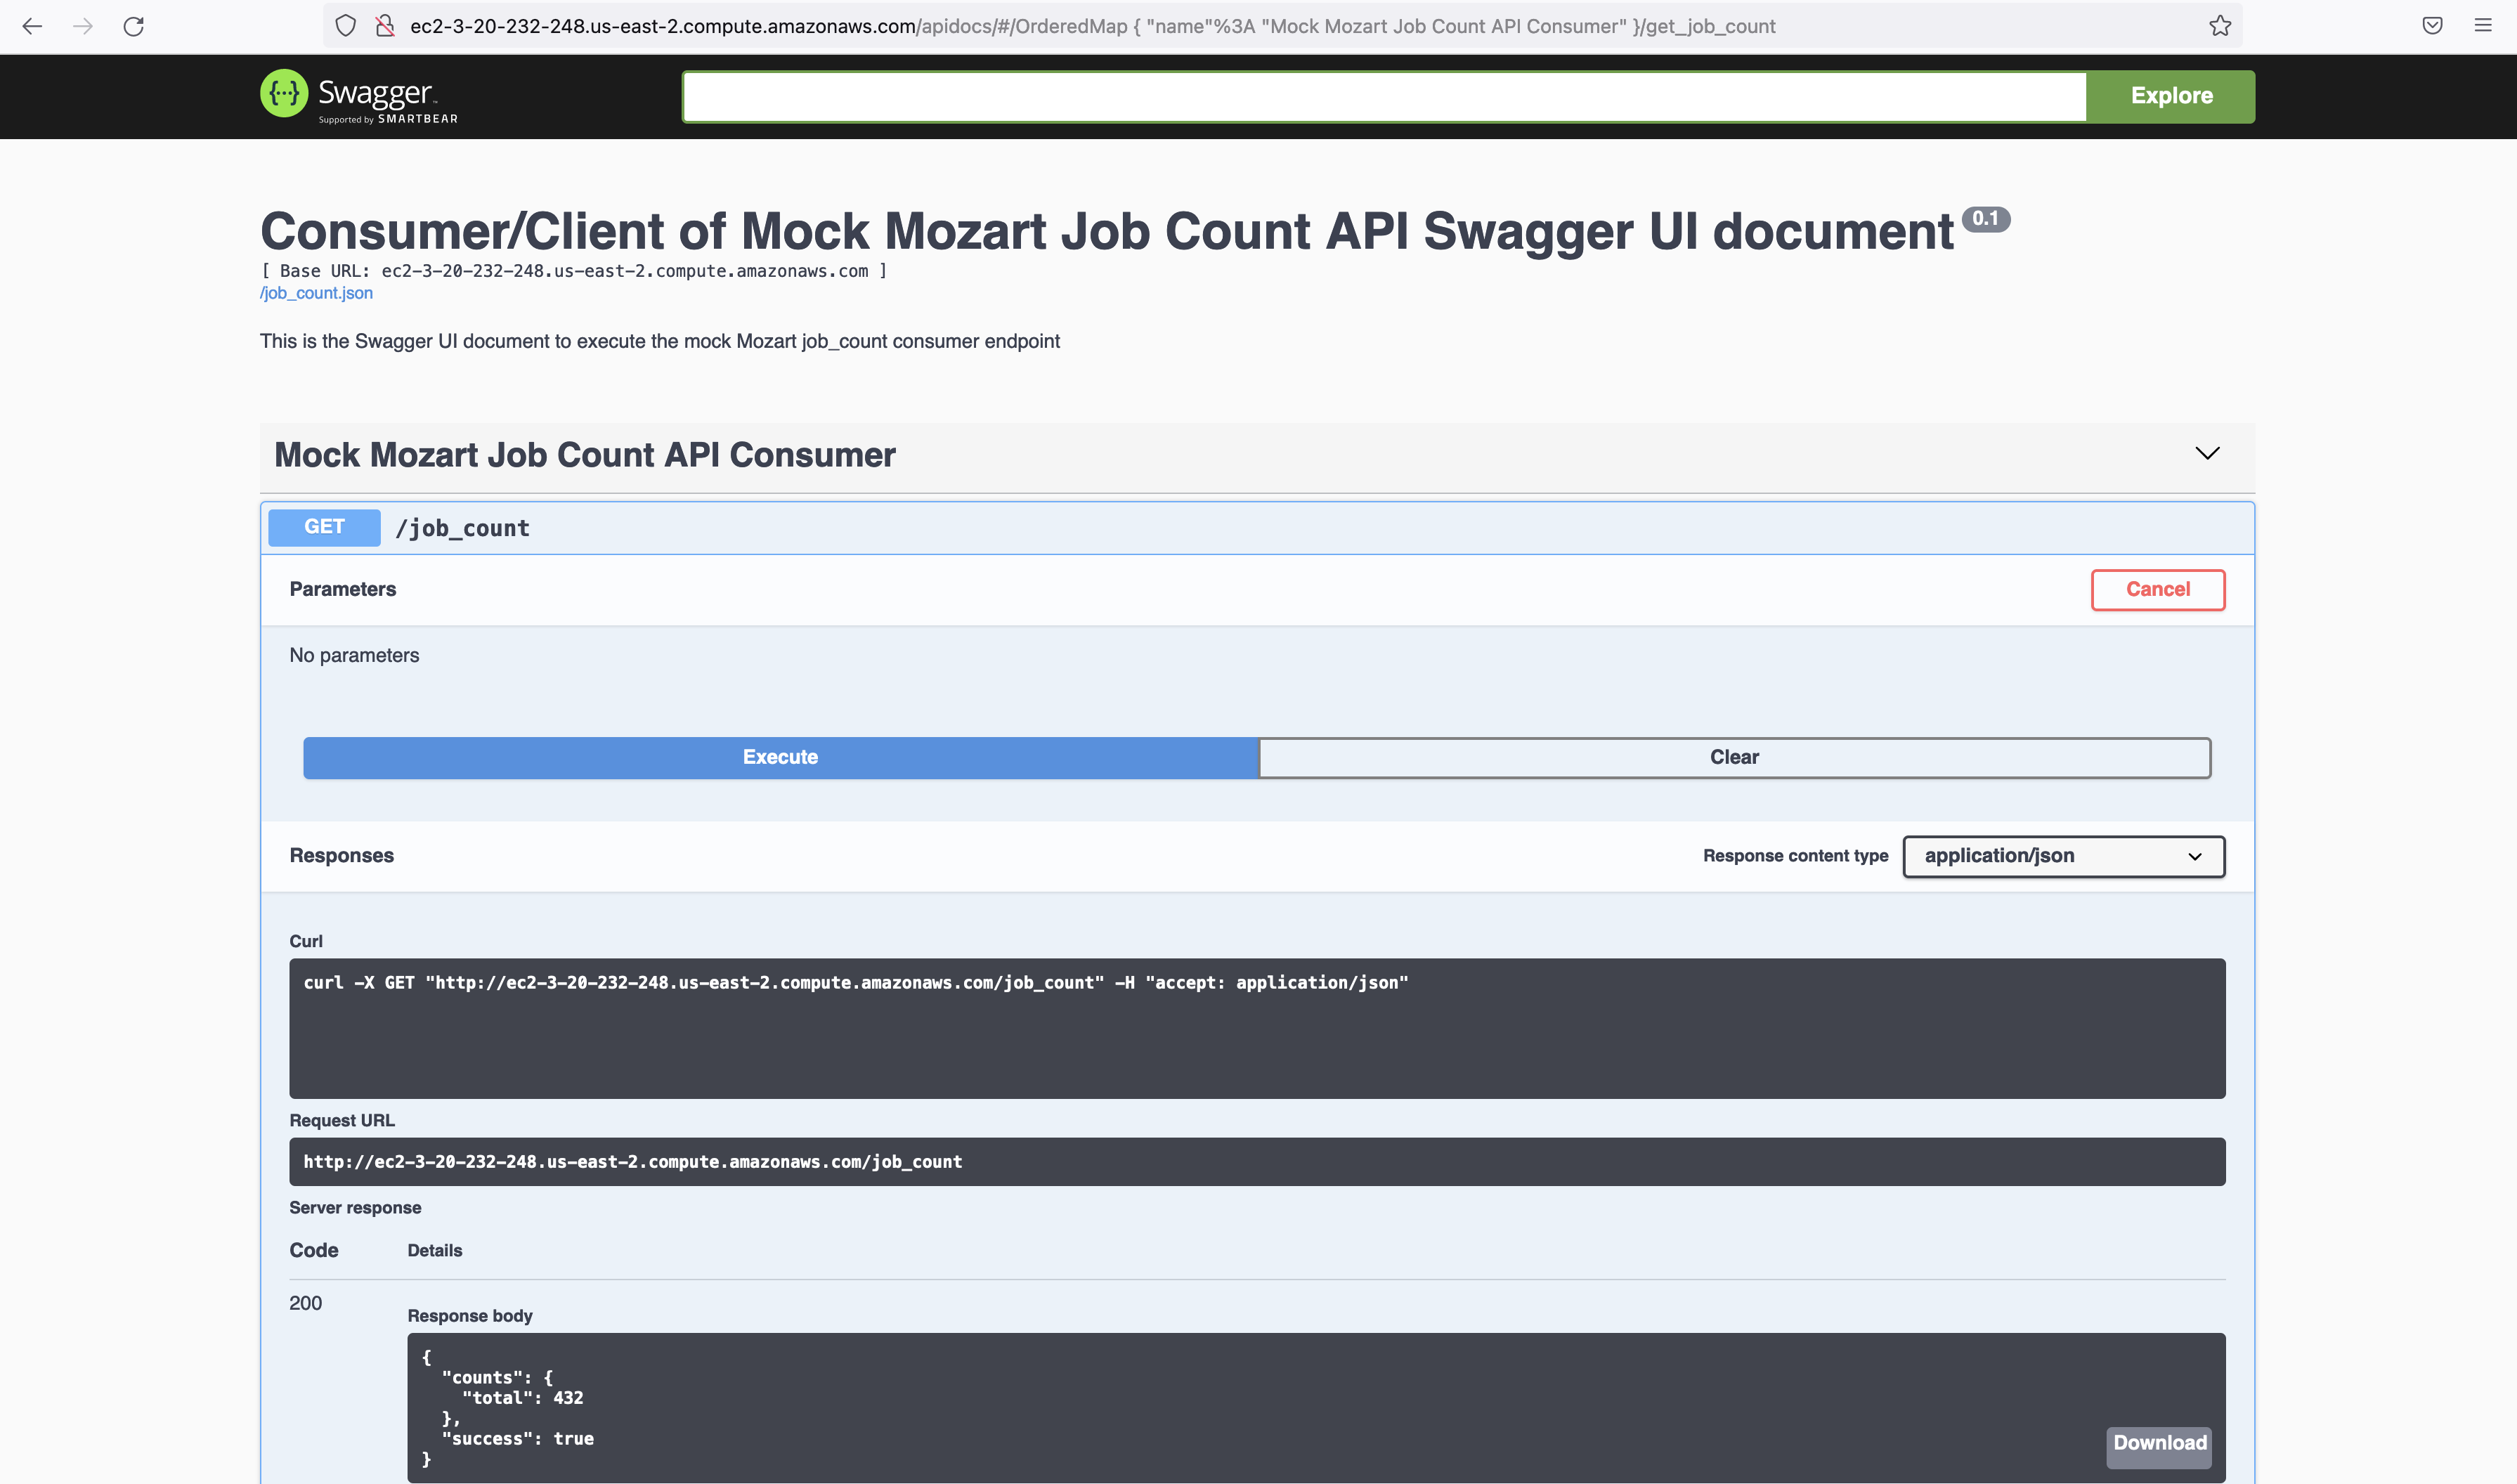 ec2-3-20-232-248.us-east-2.compute.amazonaws.com/apidocs/#/OrderedMap { "name"%3A "Mock Mozart Job Count API Consumer" }/get_job_count
{···} Swagger
Supported by SMARTBEAR
Explore
Consumer/Client of Mock Mozart Job Count API Swagger UI document 0.1
[ Base URL: ec2-3-20-232-248.us-east-2.compute.amazonaws.com ]
/job_count.json
This is the Swagger UI document to execute the mock Mozart job_count consumer endpoint
Mock Mozart Job Count API Consumer
GET /job_count
Parameters Cancel
No parameters
Execute Clear
Responses Response content type application/json
Curl
curl -X GET "http://ec2-3-20-232-248.us-east-2.compute.amazonaws.com/job_count" -H "accept: application/json"
Request URL
http://ec2-3-20-232-248.us-east-2.compute.amazonaws.com/job_count
Server response
Code Details
200
Response body
{
  "counts": {
    "total": 432
  },
  "success": true
}
Download